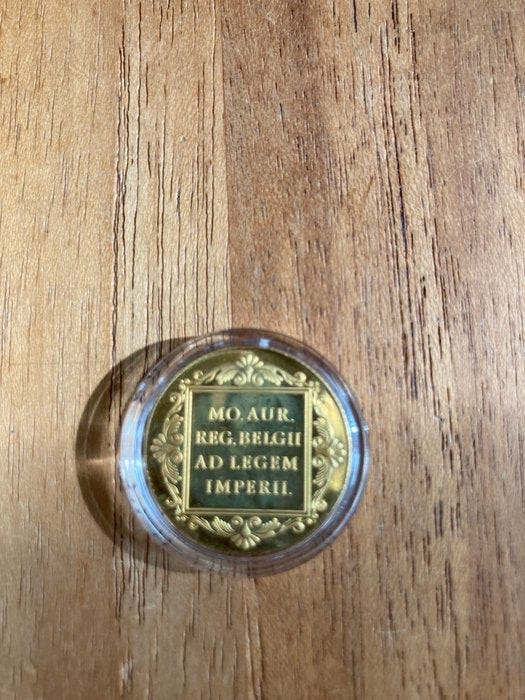 MO. AUR.
REG. BELGII
AD LEGEM
IMPERII.